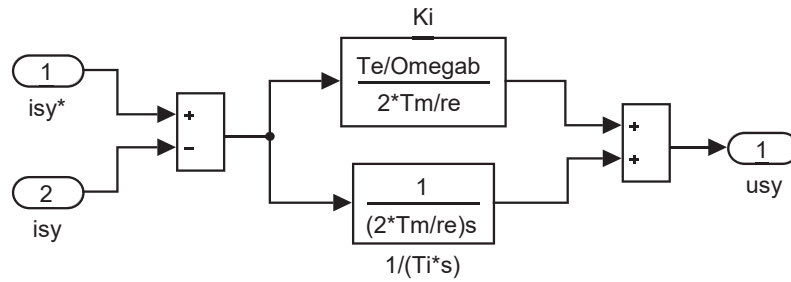 Ki
1
isy*
Te/Omegab
2*Tm/re
+
−
+
+
1
usy
2
isy
1
(2*Tm/re)s
1/(Ti*s)